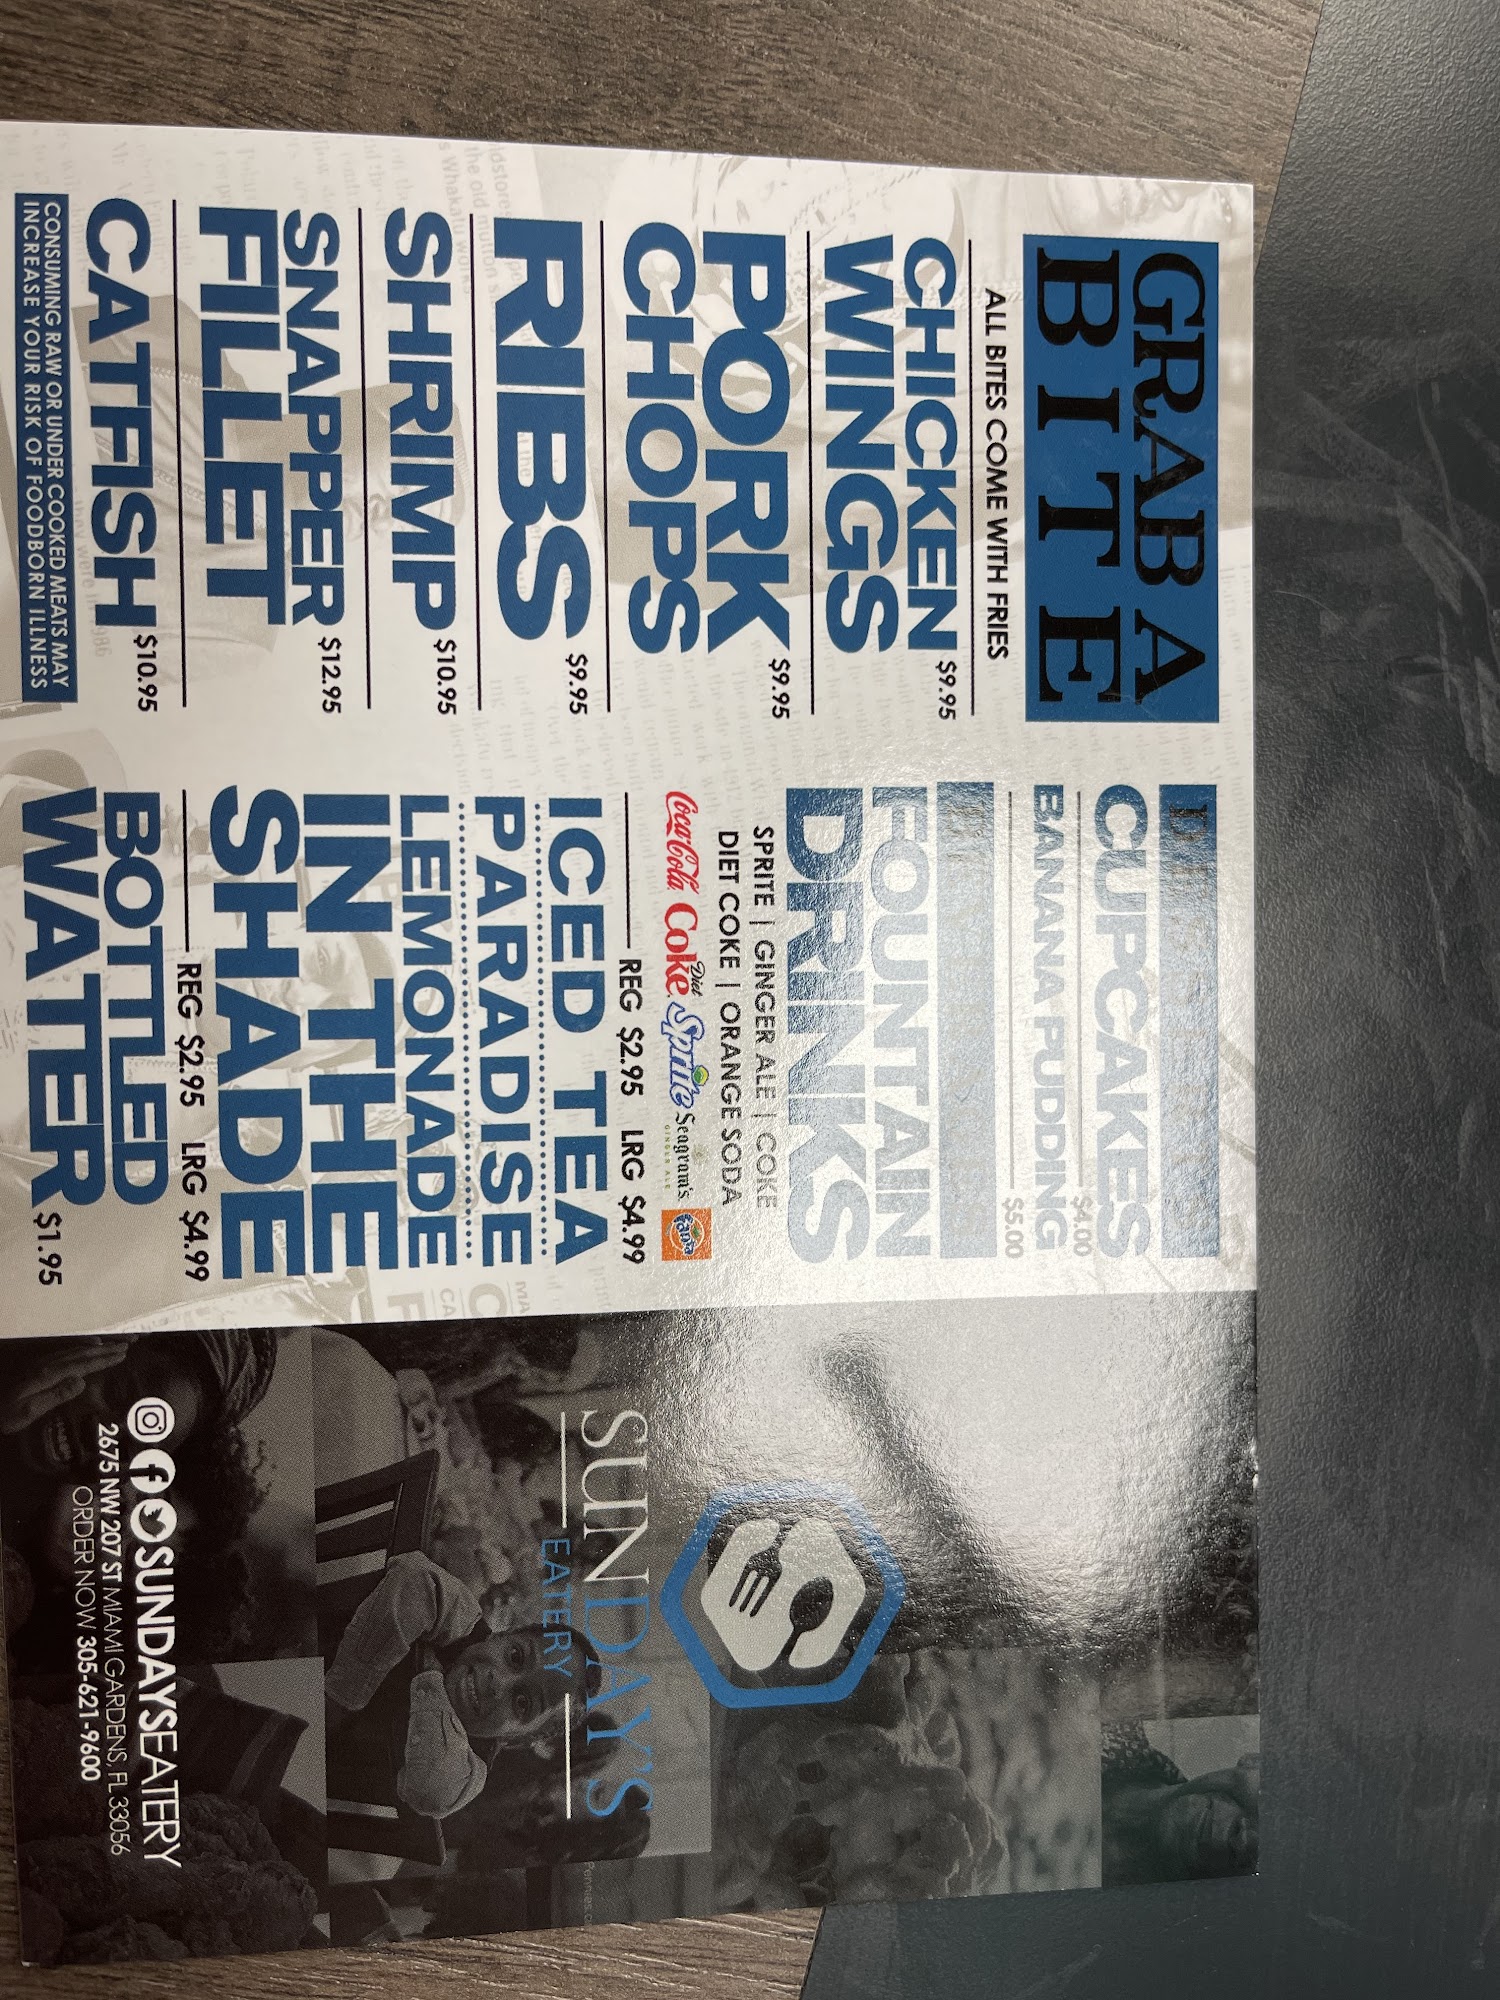 GRAB A
BITE
ALL BITES COME WITH FRIES
CHICKEN
WINGS $9.95
PORK
CHOPS $9.95
RIBS $9.95
SHRIMP $10.95
SNAPPER
FILLET $12.95
CATFISH $10.95
CONSUMING RAW OR UNDER COOKED MEATS MAY
INCREASE YOUR RISK OF FOODBORN ILLNESS
CUPCAKES
$4.00
BANANA PUDDING
$5.00
FOUNTAIN
DRINKS
SPRITE | GINGER ALE | COKE
DIET COKE | ORANGE SODA
Coca-Cola Diet Coke Sprite Seagram's GINGER ALE Fanta
REG $2.95 LRG $4.99
ICED TEA
PARADISE
LEMONADE
IN THE
SHADE
REG $2.95 LRG $4.99
BOTTLED
WATER $1.95
SUNDAY'S
EATERY
SUNDAYSEATERY
2675 NW 207 ST MIAMI GARDENS, FL 33056
ORDER NOW 305-621-9600